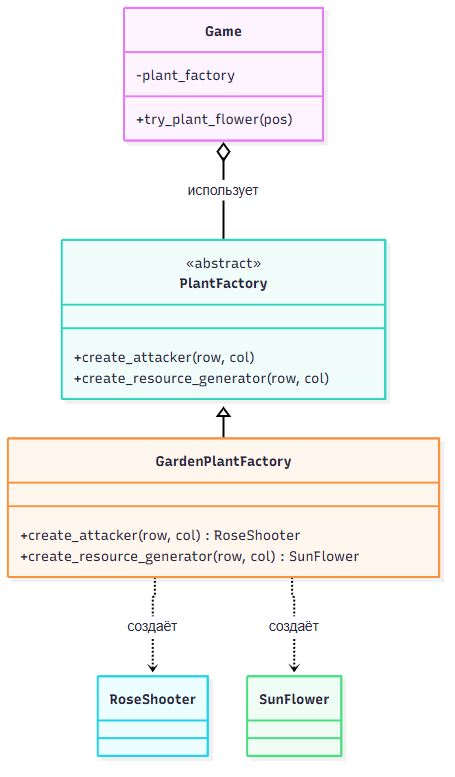 Game
-plant_factory
+try_plant_flower(pos)
использует
«abstract»
PlantFactory
+create_attacker(row, col)
+create_resource_generator(row, col)
GardenPlantFactory
+create_attacker(row, col) : RoseShooter
+create_resource_generator(row, col) : SunFlower
создаёт
создаёт
RoseShooter
SunFlower